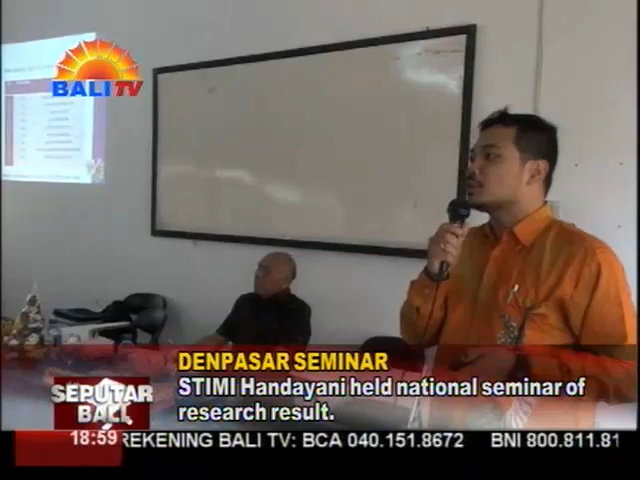 BALI TV
DENPASAR SEMINAR
STIMI Handayani held national seminar of
research result.
SEPUTAR
BALI
18:59 REKENING BALI TV: BCA 040.151.8672 BNI 800.811.81